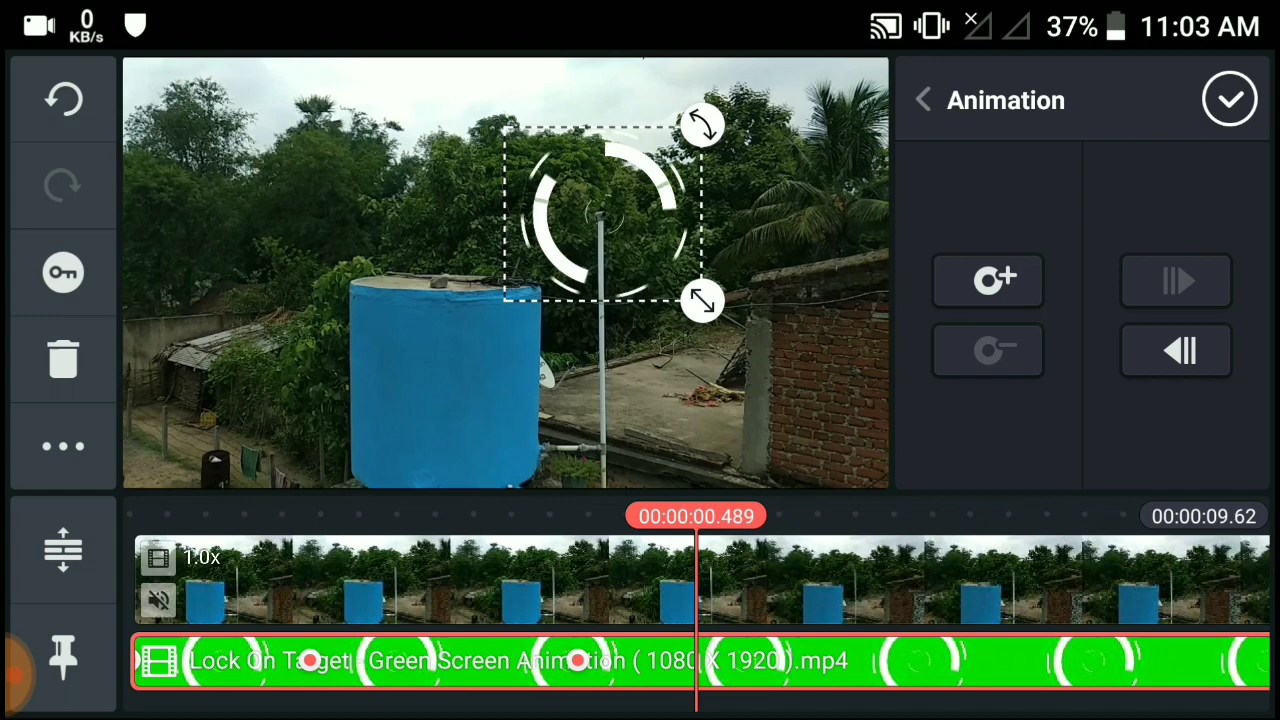 0
KB/s
37%
11:03 AM
Animation
00:00:00.489
00:00:09.62
1.0x
Lock On Target - Green Screen Animation ( 1080 X 1920 ).mp4